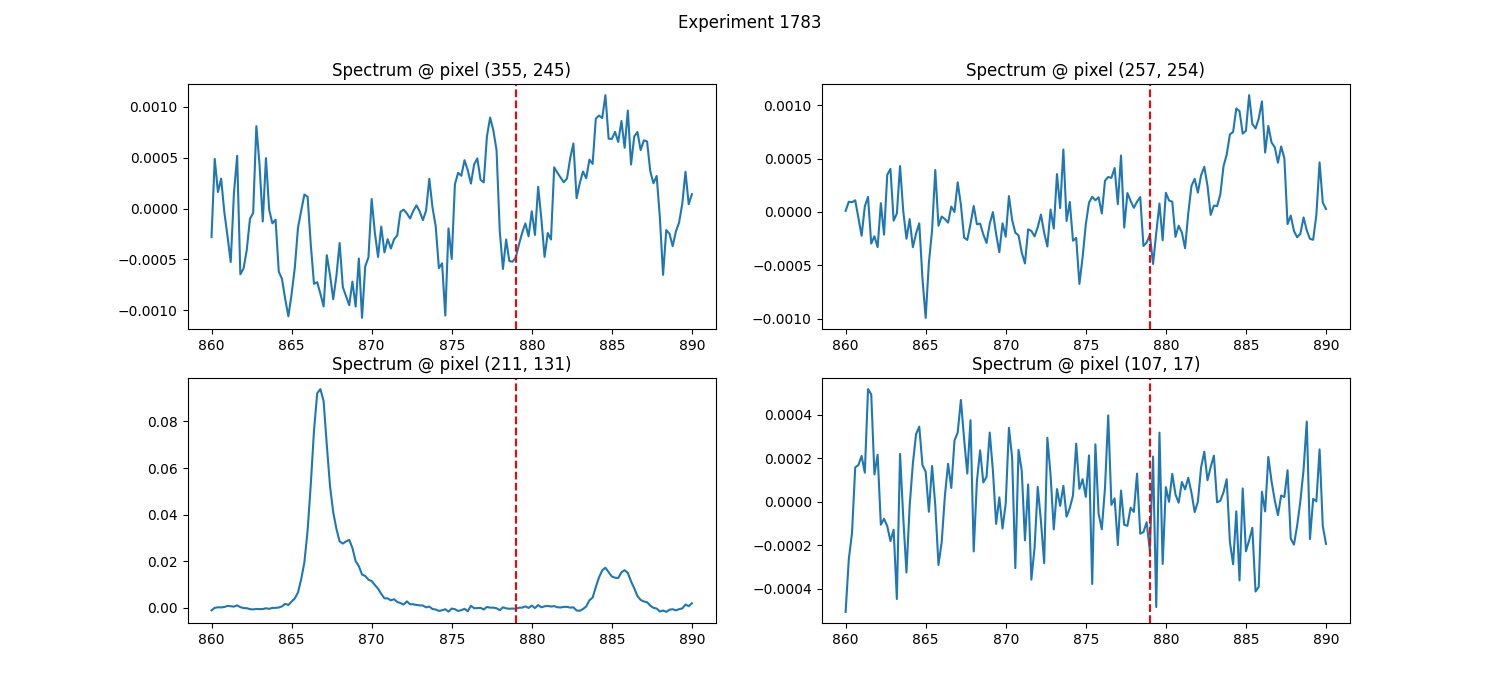 Experiment 1783
Spectrum @ pixel (355, 245)
0.0010
0.0005
0.0000
−0.0005
−0.0010
860 865 870 875 880 885 890
Spectrum @ pixel (257, 254)
0.0010
0.0005
0.0000
−0.0005
−0.0010
860 865 870 875 880 885 890
Spectrum @ pixel (211, 131)
0.08
0.06
0.04
0.02
0.00
860 865 870 875 880 885 890
Spectrum @ pixel (107, 17)
0.0004
0.0002
0.0000
−0.0002
−0.0004
860 865 870 875 880 885 890